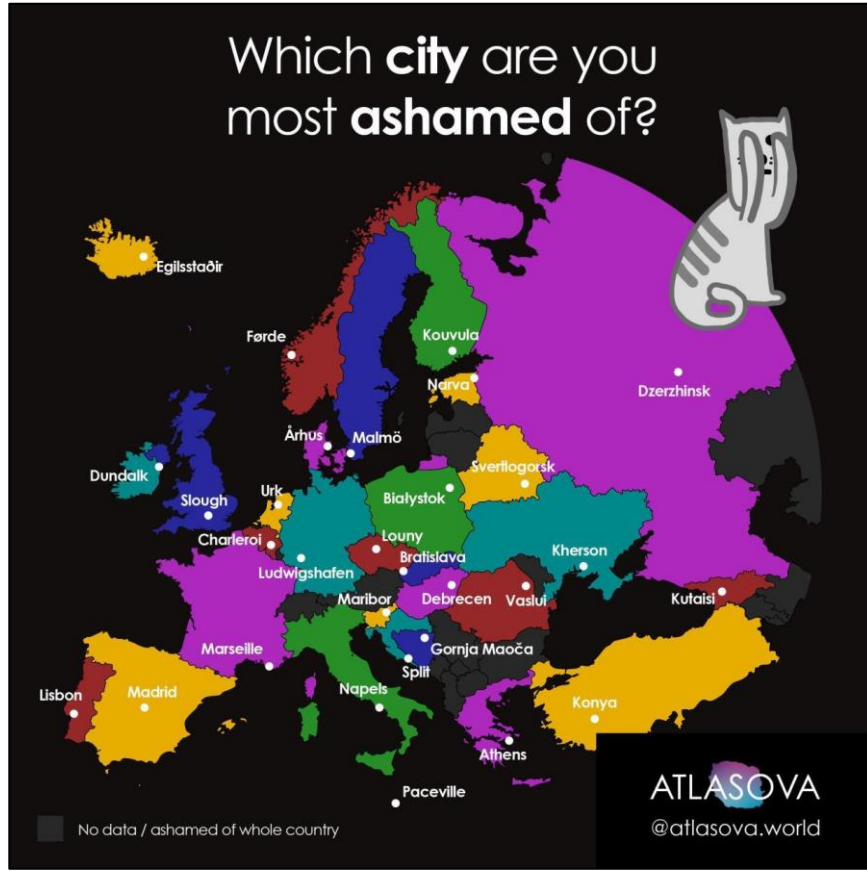 Which city are you
most ashamed of?
Egilsstaðir
Førde
Kouvula
Narva
Dzerzhinsk
Århus
Malmö
Dundalk
Svertlogorsk
Urk
Slough
Białystok
Charleroi
Louny
Kherson
Bratislava
Ludwigshafen
Maribor
Debrecen
Vaslui
Kutaisi
Marseille
Gornja Maoča
Split
Lisbon
Madrid
Napels
Konya
Athens
Paceville
ATLASOVA
@atlasova.world
No data / ashamed of whole country